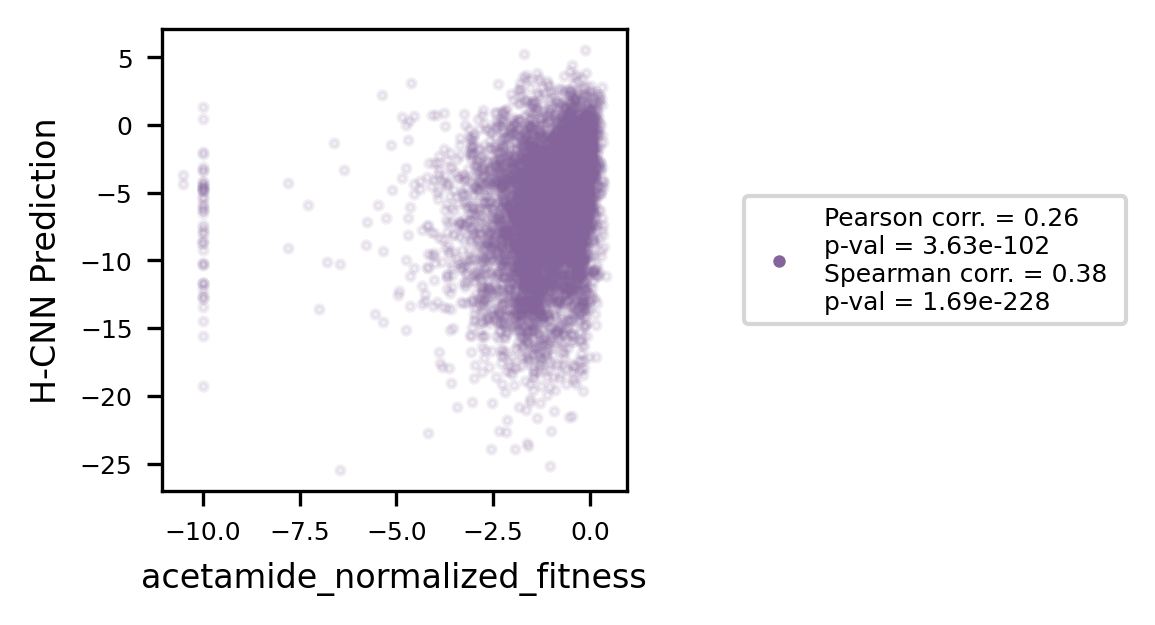 5
0
−5
−10
−15
−20
−25
H-CNN Prediction
−10.0 −7.5 −5.0 −2.5 0.0
acetamide_normalized_fitness
Pearson corr. = 0.26
p-val = 3.63e-102
Spearman corr. = 0.38
p-val = 1.69e-228